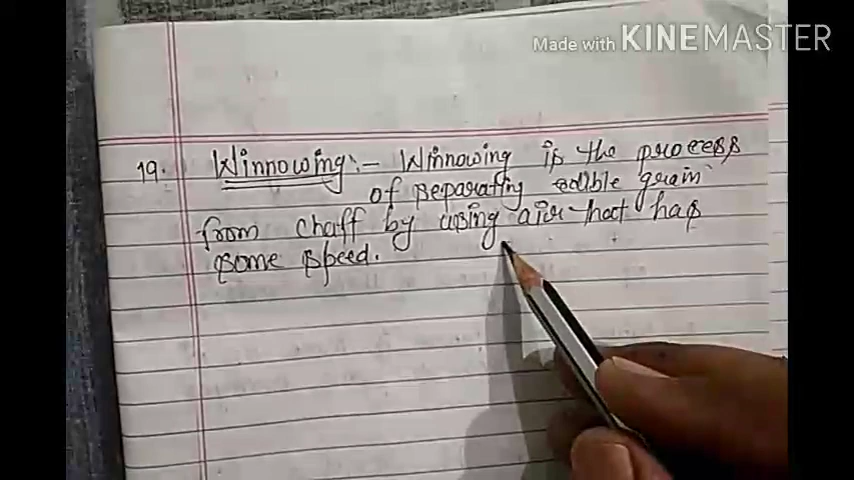 Made with KINEMASTER
19. Winnowing:- Winnowing is the process
of separating edible grain
from chaff by using air that has
some speed.